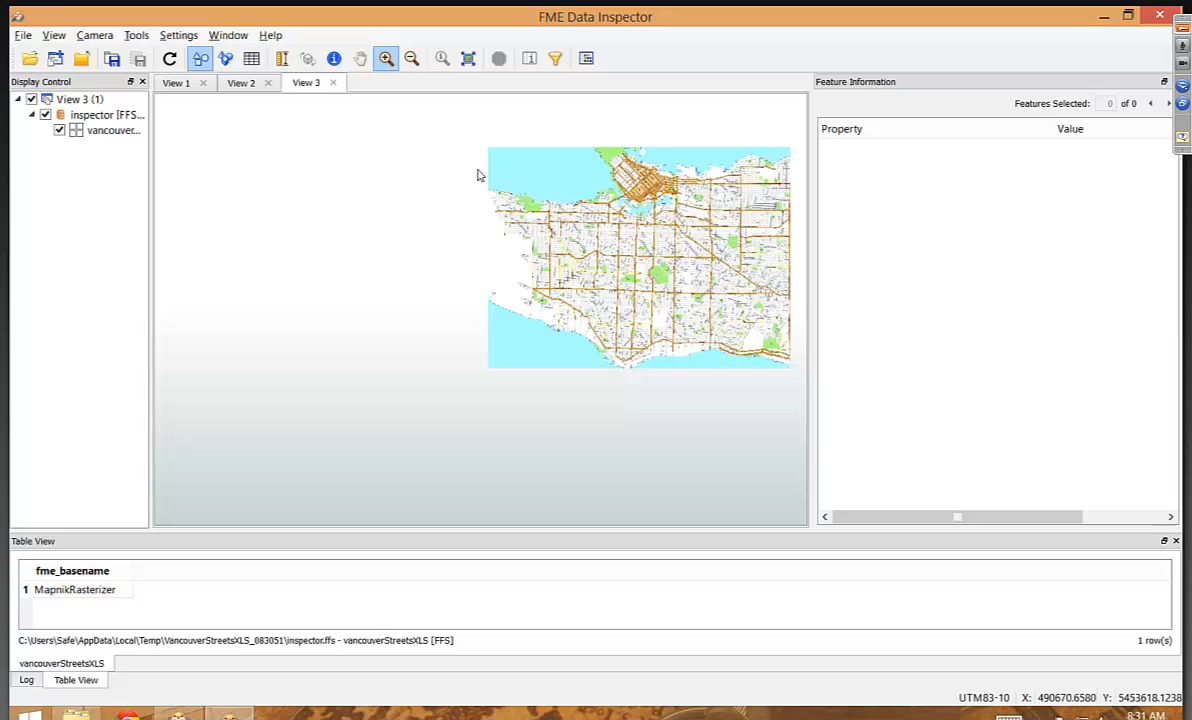 FME Data Inspector
File View Camera Tools Settings Window Help
Display Control
View 1 View 2 View 3
Feature Information
View 3 (1)
inspector [FFS...
vancouver...
Features Selected: 0 of 0
Property Value
Table View
fme_basename
1 MapnikRasterizer
C:\Users\Safe\AppData\Local\Temp\VancouverStreetsXLS_083051\inspector.ffs - vancouverStreetsXLS [FFS]
1 row(s)
vancouverStreetsXLS
Log Table View
UTM83-10 X: 490670.6580 Y: 5453618.1238
8:31 AM